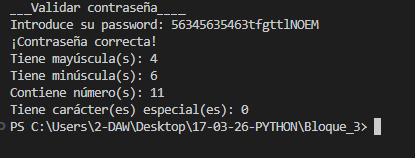 ___Validar contraseña____
Introduce su password: 56345635463tfgttlNOEM
¡Contraseña correcta!
Tiene mayúscula(s): 4
Tiene minúscula(s): 6
Contiene número(s): 11
Tiene carácter(es) especial(es): 0
PS C:\Users\2-DAW\Desktop\17-03-26-PYTHON\Bloque_3>